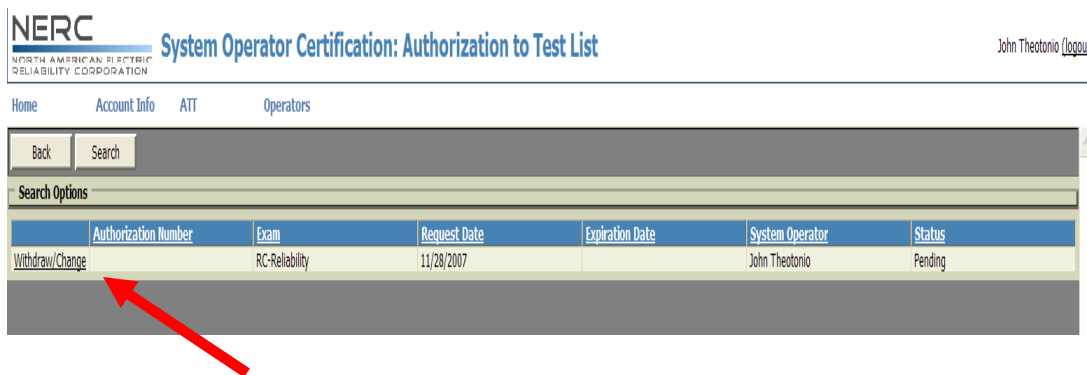 NERC
NORTH AMERICAN ELECTRIC
RELIABILITY CORPORATION
System Operator Certification: Authorization to Test List
John Theotonio (logou
Home Account Info ATT Operators
Back Search
Search Options
Authorization Number Exam Request Date Expiration Date System Operator Status
Withdraw/Change RC-Reliability 11/28/2007 John Theotonio Pending